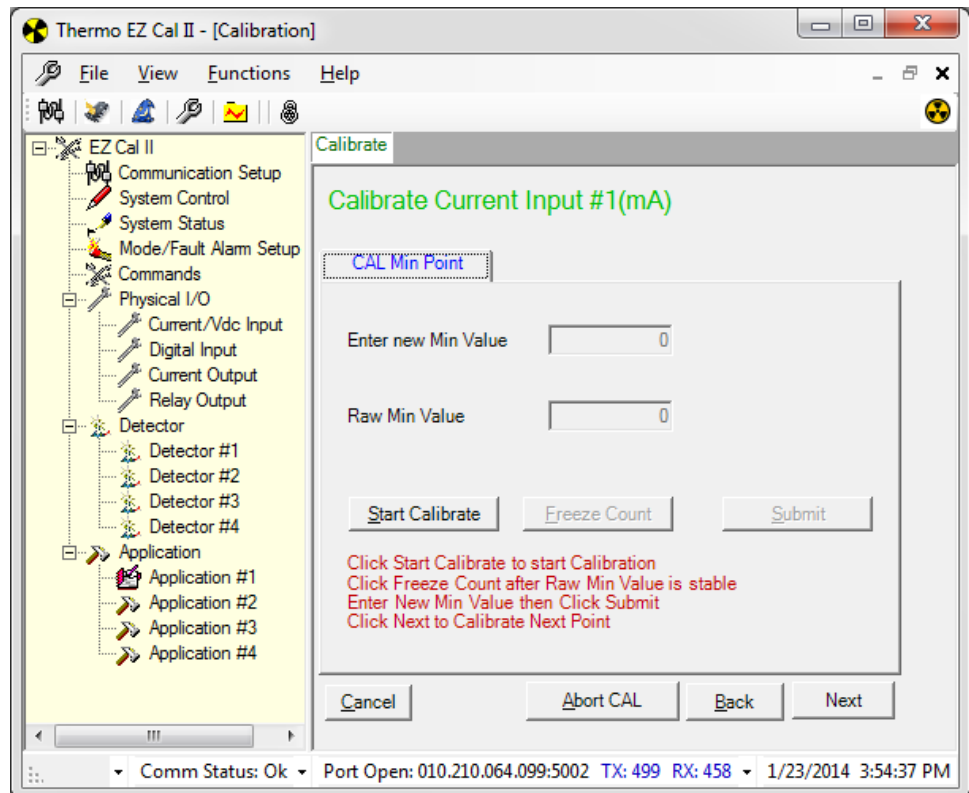 Thermo EZ Cal II - [Calibration]
File View Functions Help
EZ Cal II
Communication Setup
System Control
System Status
Mode/Fault Alarm Setup
Commands
Physical I/O
Current/Vdc Input
Digital Input
Current Output
Relay Output
Detector
Detector #1
Detector #2
Detector #3
Detector #4
Application
Application #1
Application #2
Application #3
Application #4
Calibrate
Calibrate Current Input #1(mA)
CAL Min Point
Enter new Min Value 0
Raw Min Value 0
Start Calibrate Freeze Count Submit
Click Start Calibrate to start Calibration
Click Freeze Count after Raw Min Value is stable
Enter New Min Value then Click Submit
Click Next to Calibrate Next Point
Cancel Abort CAL Back Next
Comm Status: Ok Port Open: 010.210.064.099:5002 TX: 499 RX: 458 1/23/2014 3:54:37 PM